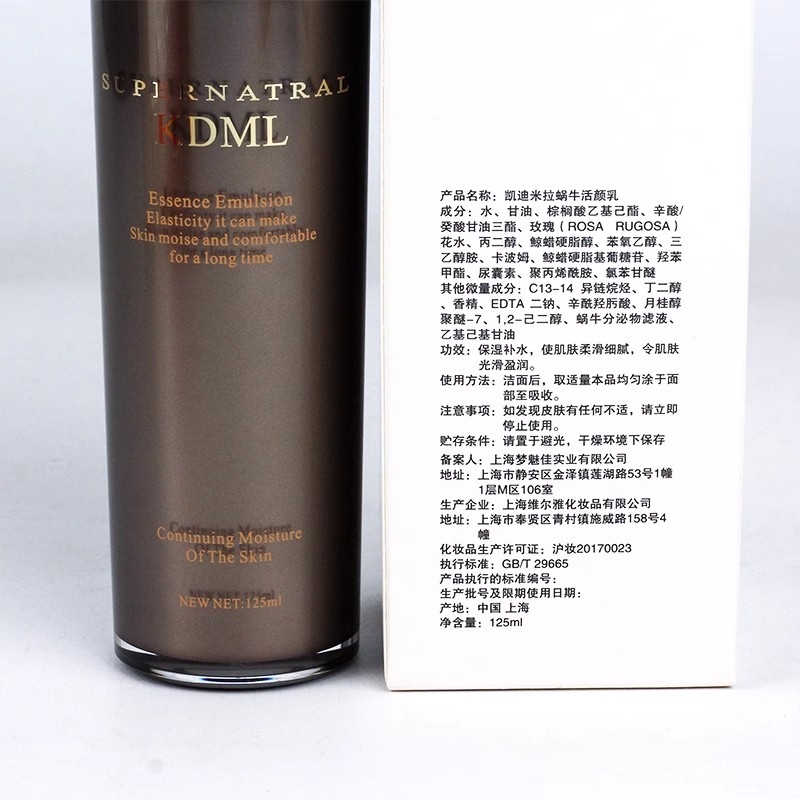 SUPERNATRAL
KDML
Essence Emulsion
Elasticity it can make
Skin moise and comfortable
for a long time
Continuing Moisture
Of The Skin
NEW NET:125ml
产品名称：凯迪米拉蜗牛活颜乳
成分：水、甘油、棕榈酸乙基己酯、辛酸/
癸酸甘油三酯、玫瑰（ROSA RUGOSA）
花水、丙二醇、鲸蜡硬脂醇、苯氧乙醇、三
乙醇胺、卡波姆、鲸蜡硬脂基葡糖苷、羟苯
甲酯、尿囊素、聚丙烯酰胺、氯苯甘醚
其他微量成分：C13-14 异链烷烃、丁二醇
、香精、EDTA 二钠、辛酰羟肟酸、月桂醇
聚醚-7、1,2-己二醇、蜗牛分泌物滤液、
乙基己基甘油
功效：保湿补水，使肌肤柔滑细腻，令肌肤
光滑盈润。
使用方法：洁面后，取适量本品均匀涂于面
部至吸收。
注意事项：如发现皮肤有任何不适，请立即
停止使用。
贮存条件：请置于避光，干燥环境下保存
备案人：上海梦魅佳实业有限公司
地址：上海市静安区金泽镇莲湖路53号1幢
1层M区106室
生产企业：上海维尔雅化妆品有限公司
地址：上海市奉贤区青村镇施威路158号4
幢
化妆品生产许可证：沪妆20170023
执行标准：GB/T 29665
产品执行的标准编号：
生产批号及限期使用日期：
产地：中国 上海
净含量：125ml